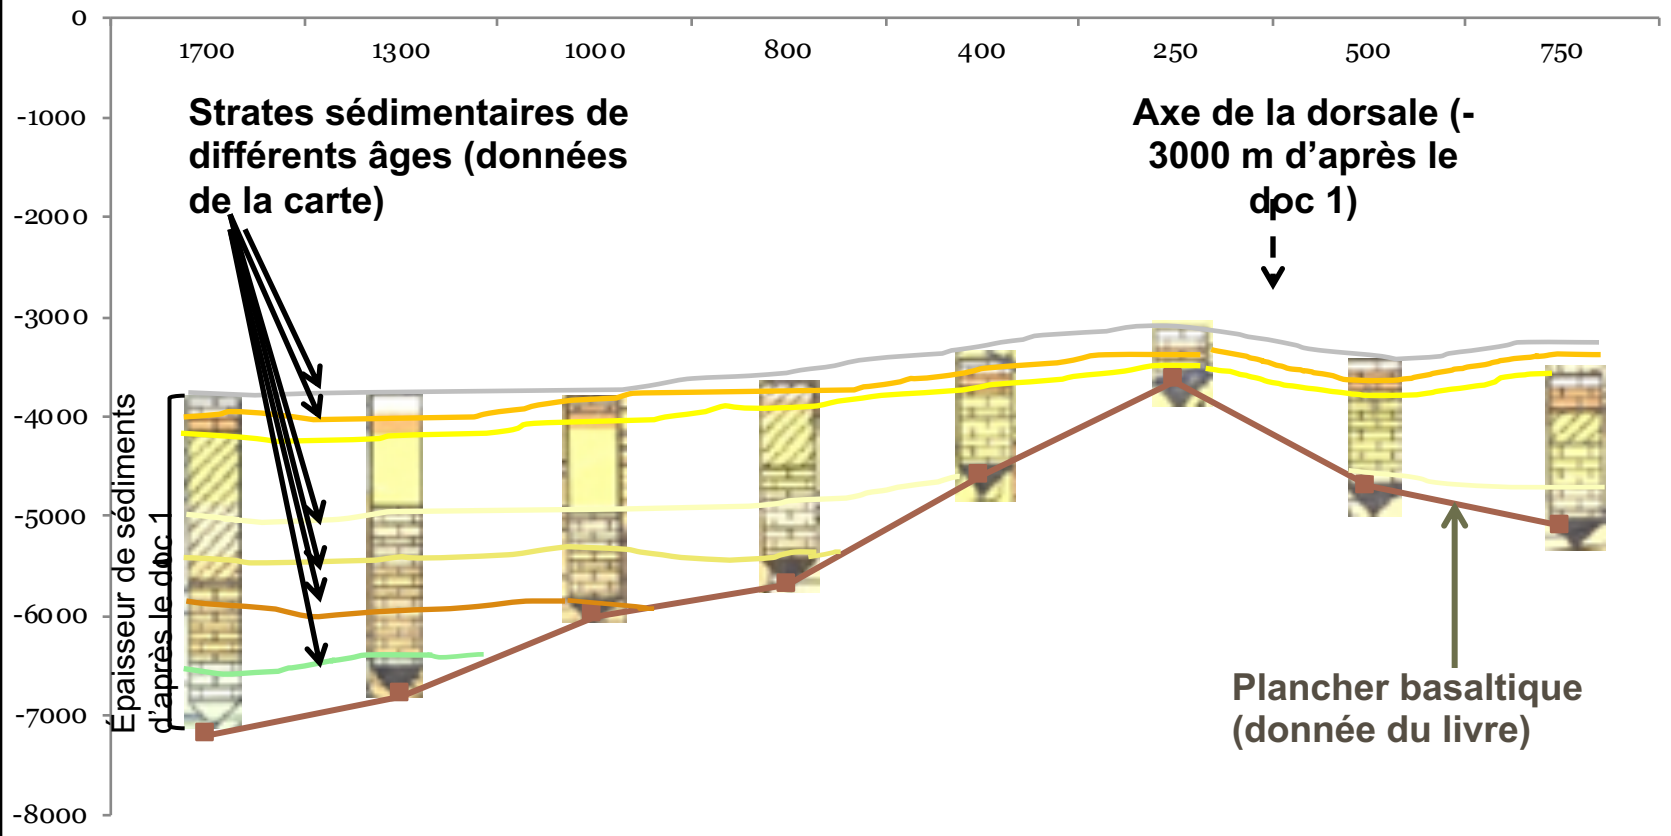 0
1700 1300 1000 800 400 250 500 750
-1000
-2000
-3000
-4000
-5000
-6000
-7000
-8000
Strates sédimentaires de
différents âges (données
de la carte)
Axe de la dorsale (-
3000 m d’après le
doc 1)
Épaisseur de sédiments
d’après le doc 1
Plancher basaltique
(donnée du livre)